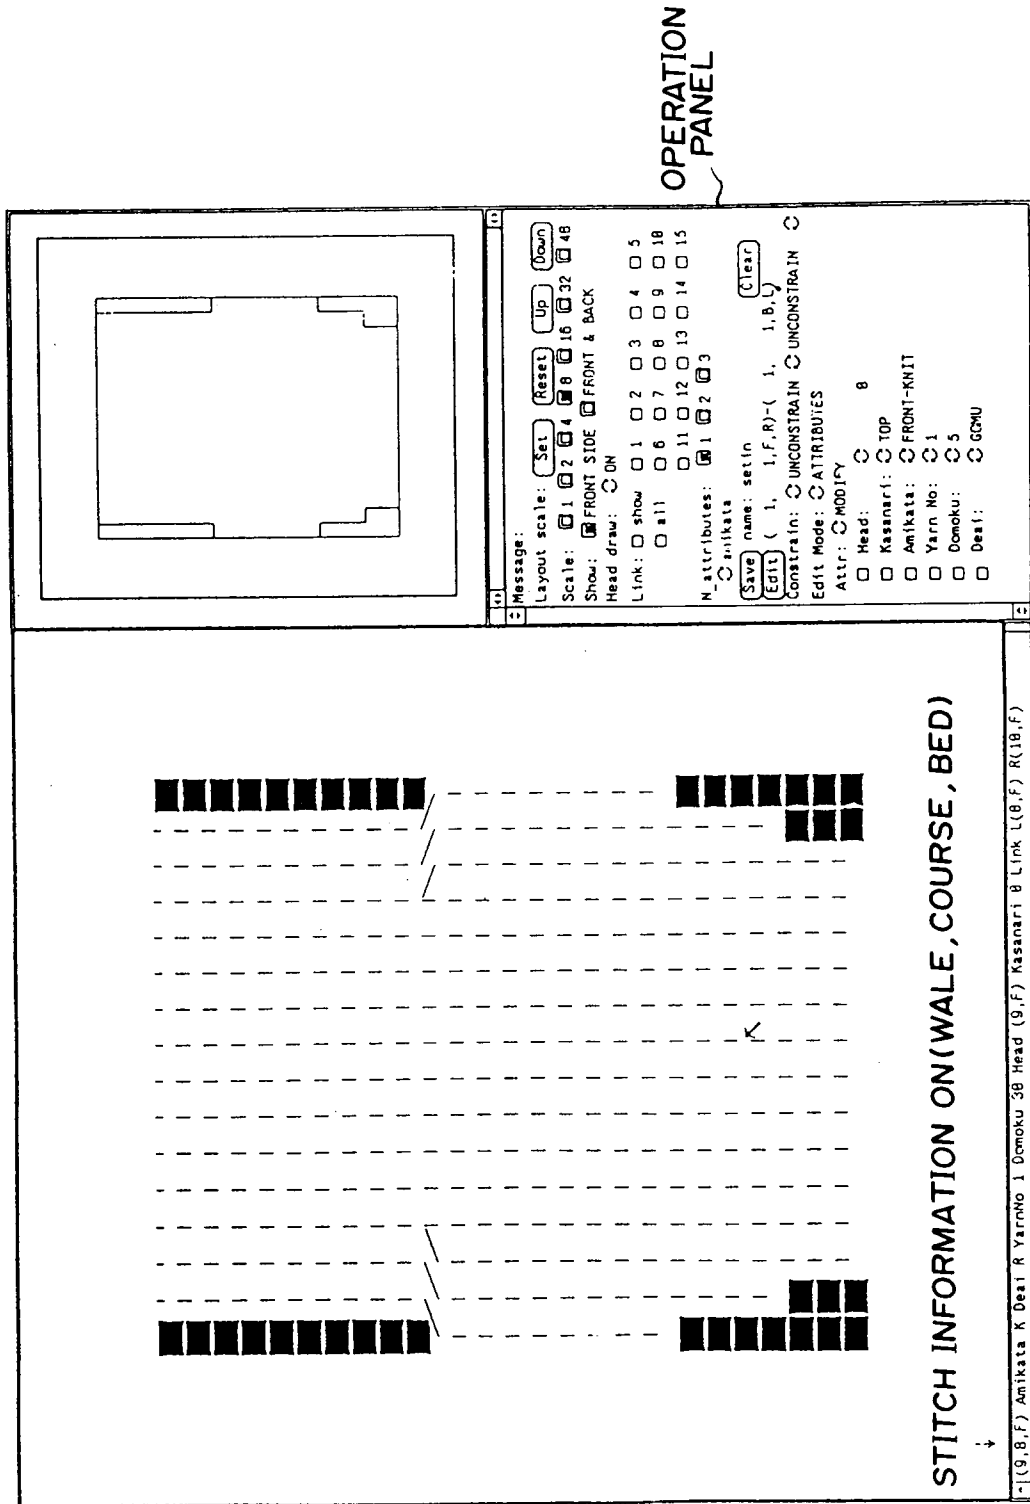 OPERATION
PANEL
Message:
Layout scale: Set Reset Up Down
Scale: 1 2 4 8 16 32 48
Show: FRONT SIDE FRONT & BACK
Head draw: ON
Link: show 1 2 3 4 5
all 6 7 8 9 10
11 12 13 14 15
N_attributes: 1 2 3
amikata
Save name: setin Clear
Edit ( 1, 1,F,R)-( 1, 1,B,L)
Constrain: UNCONSTRAIN UNCONSTRAIN
Edit Mode: ATTRIBUTES
Attr: MODIFY
Head: 0
Kasanari: TOP
Amikata: FRONT-KNIT
Yarn No: 1
Domoku: 5
Deai: GOMU
STITCH INFORMATION ON (WALE, COURSE, BED)
(9,8,F) Amikata K Deai R YarnNo 1 Domoku 30 Head (9,F) Kasanari 0 Link L(8,F) R(10,F)